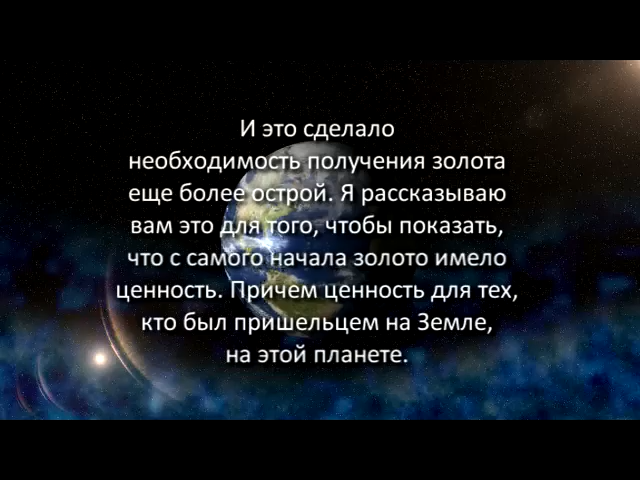 И это сделало
необходимость получения золота
еще более острой. Я рассказываю
вам это для того, чтобы показать,
что с самого начала золото имело
ценность. Причем ценность для тех,
кто был пришельцем на Земле,
на этой планете.